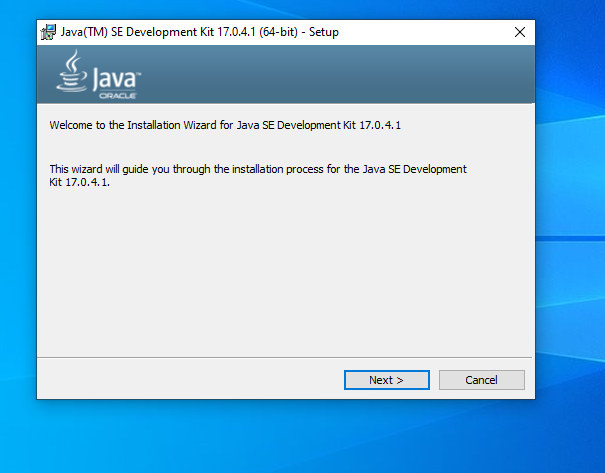 Java(TM) SE Development Kit 17.0.4.1 (64-bit) - Setup
Java™
ORACLE
Welcome to the Installation Wizard for Java SE Development Kit 17.0.4.1
This wizard will guide you through the installation process for the Java SE Development
Kit 17.0.4.1.
Next >
Cancel